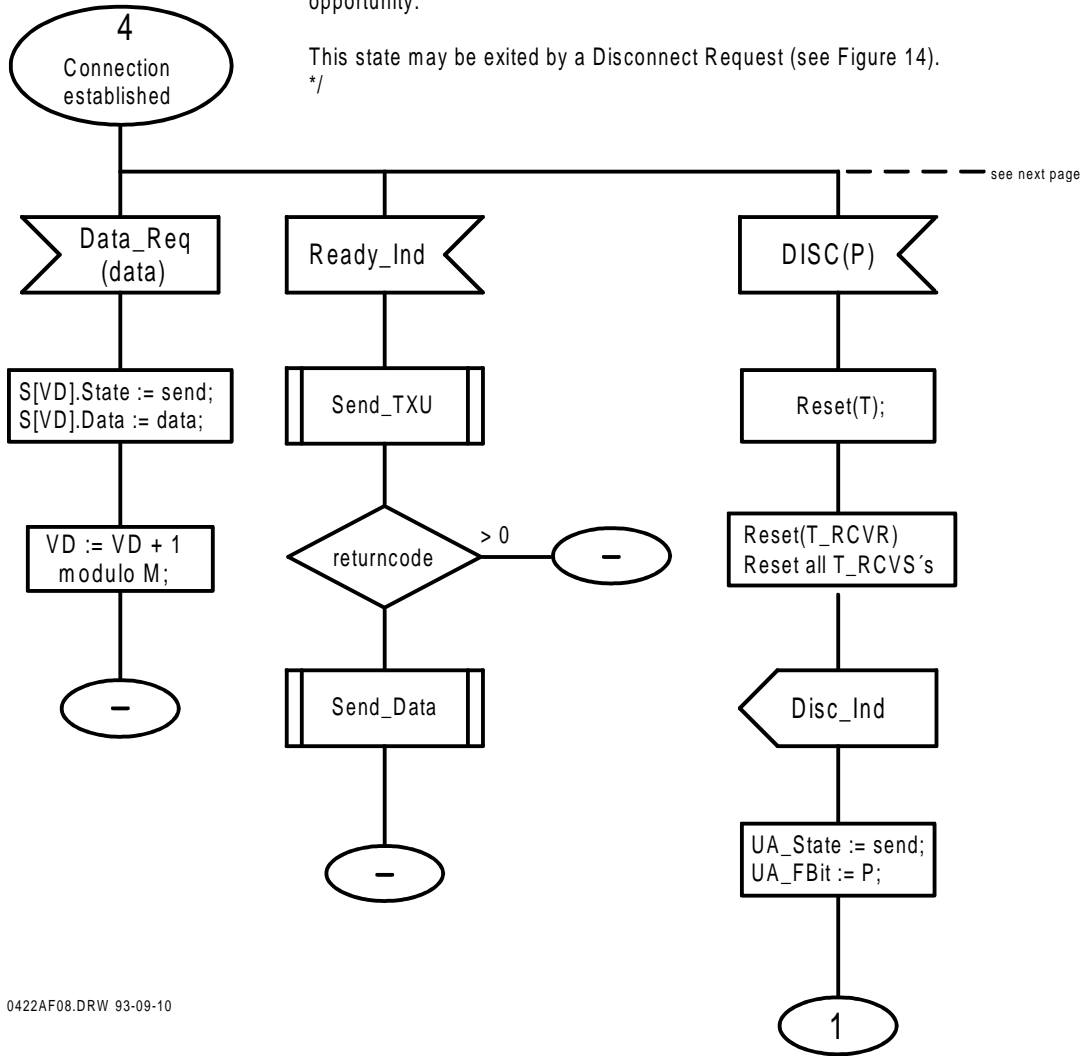 opportunity.
This state may be exited by a Disconnect Request (see Figure 14).
*/
4
Connection
established
see next page
Data_Req
(data)
Ready_Ind
DISC(P)
S[VD].State := send;
S[VD].Data := data;
Send_TXU
Reset(T);
VD := VD + 1
modulo M;
returncode
> 0
–
Reset(T_RCVR)
Reset all T_RCVS´s
–
Send_Data
Disc_Ind
–
UA_State := send;
UA_FBit := P;
0422AF08.DRW 93-09-10
1